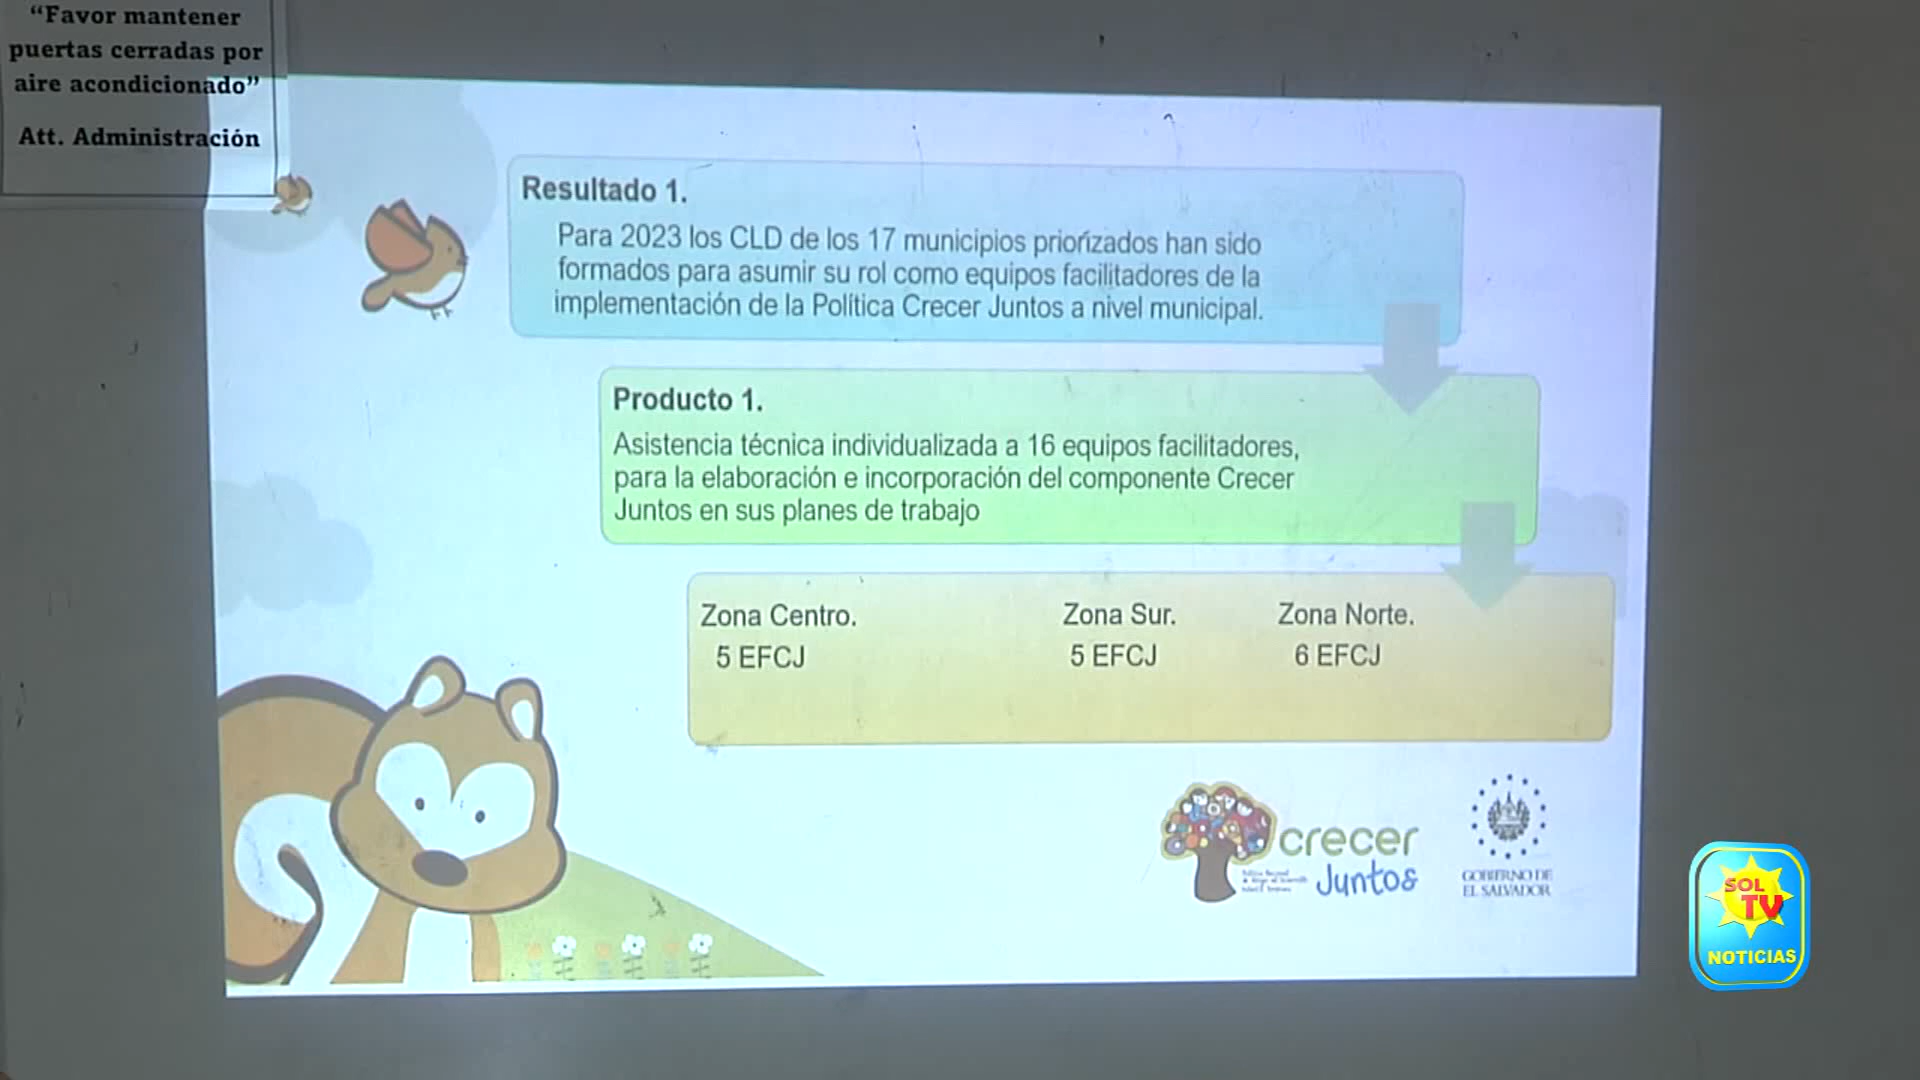 “Favor mantener
puertas cerradas por
aire acondicionado”
Att. Administración
Resultado 1.
Para 2023 los CLD de los 17 municipios priorizados han sido
formados para asumir su rol como equipos facilitadores de la
implementación de la Política Crecer Juntos a nivel municipal.
Producto 1.
Asistencia técnica individualizada a 16 equipos facilitadores,
para la elaboración e incorporación del componente Crecer
Juntos en sus planes de trabajo
Zona Centro. Zona Sur. Zona Norte.
5 EFCJ 5 EFCJ 6 EFCJ
crecer
Juntos
GOBIERNO DE
EL SALVADOR
SOL
TV
NOTICIAS